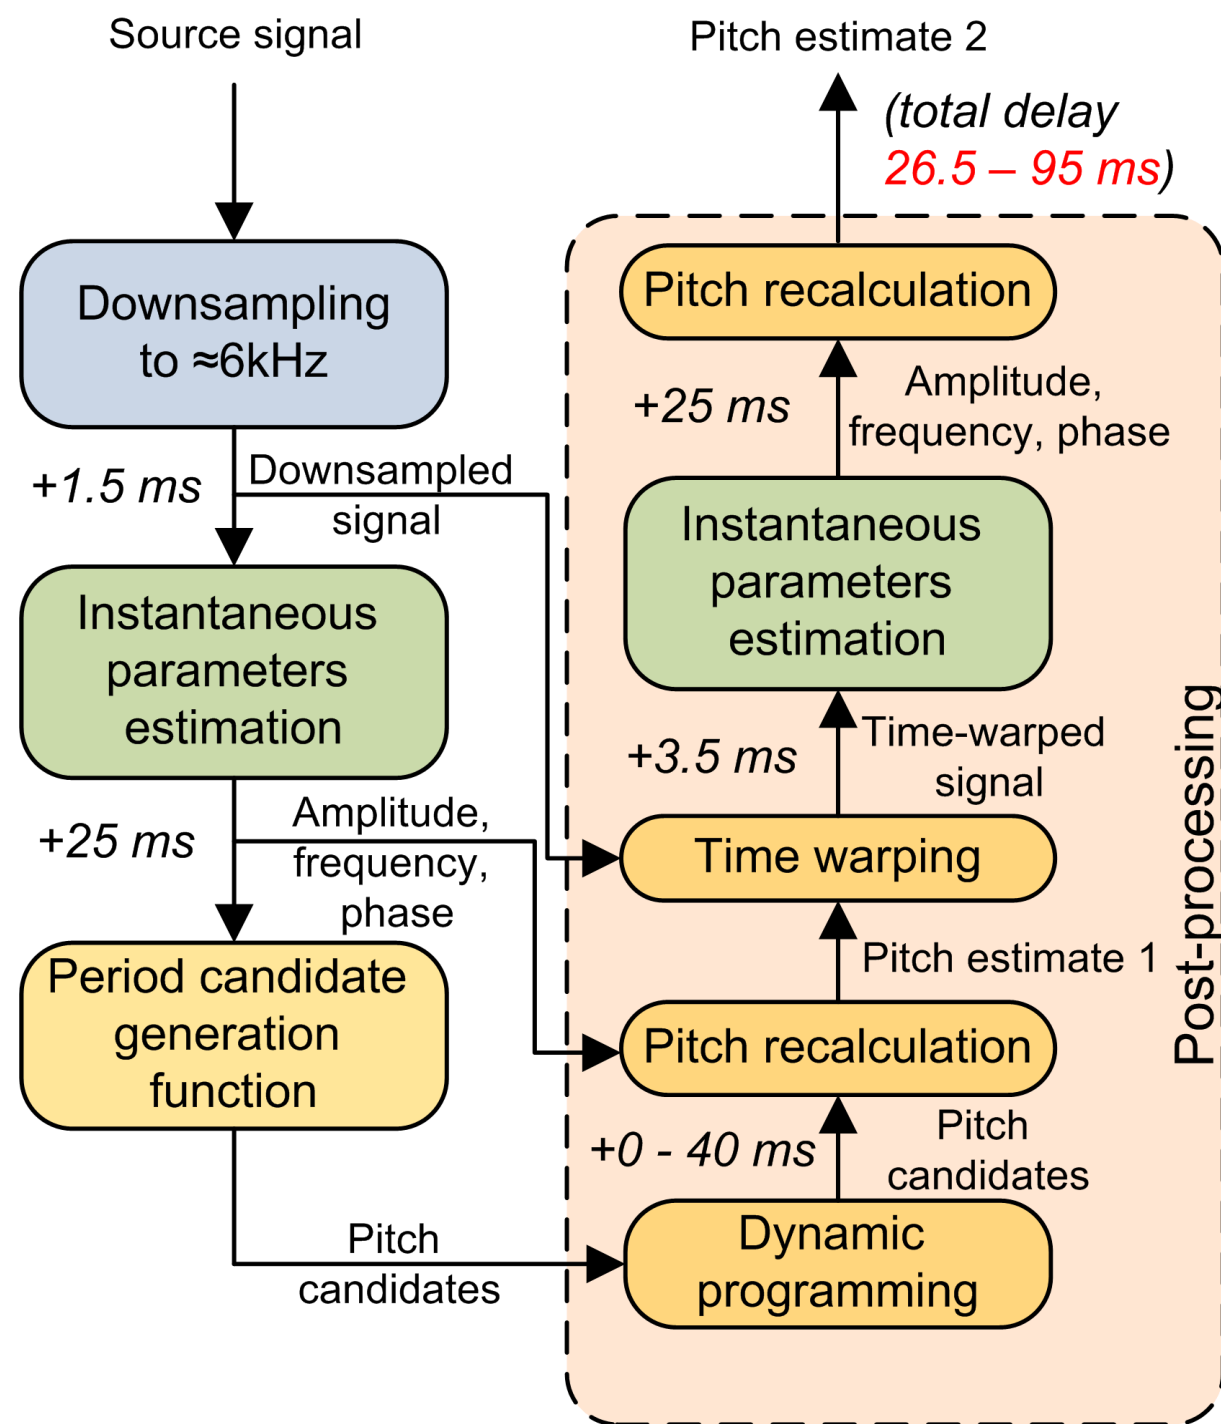 Source signal
Downsampling
to ≈6kHz
+1.5 ms
Downsampled
signal
Instantaneous
parameters
estimation
+25 ms
Amplitude,
frequency,
phase
Period candidate
generation
function
Pitch
candidates
Pitch estimate 2
(total delay
26.5 – 95 ms)
Pitch recalculation
+25 ms
Amplitude,
frequency, phase
Instantaneous
parameters
estimation
+3.5 ms
Time-warped
signal
Time warping
Pitch estimate 1
Pitch recalculation
+0 - 40 ms
Pitch
candidates
Dynamic
programming
Post-processing